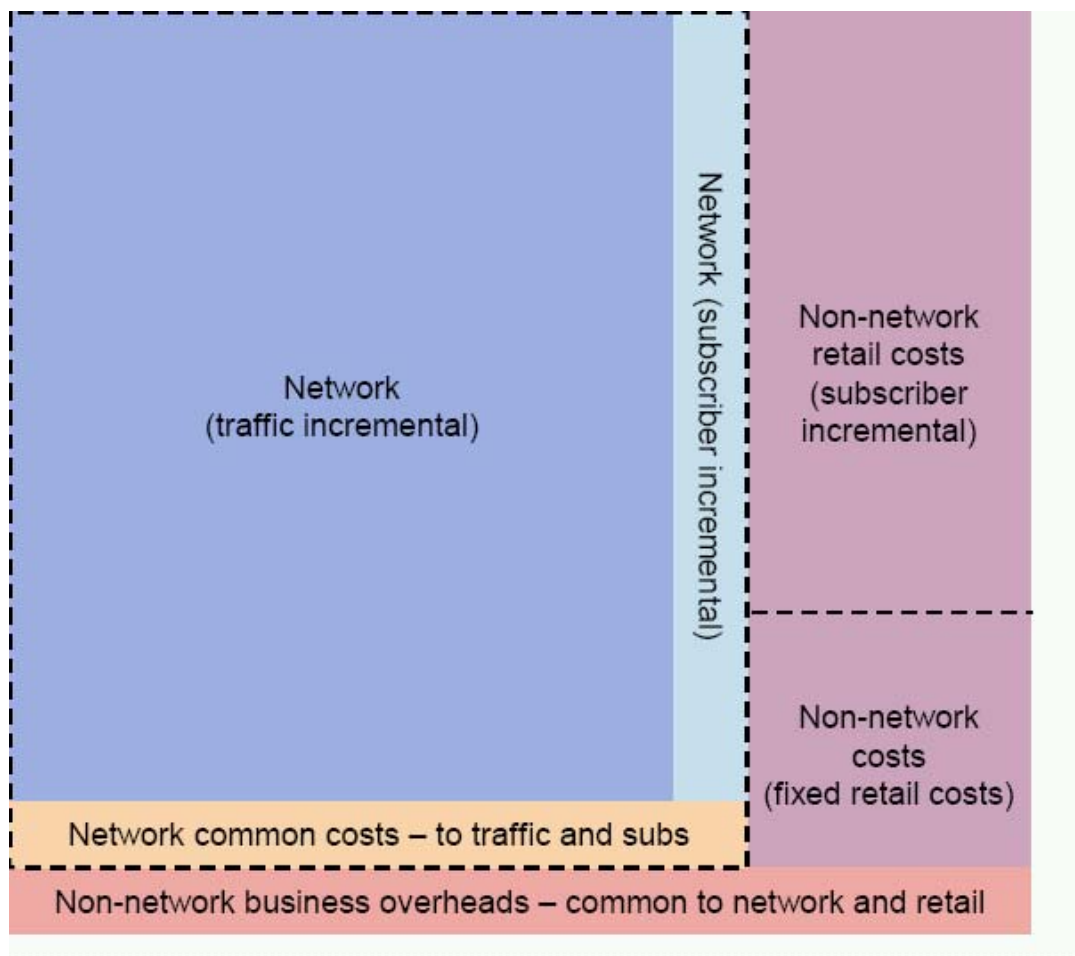 Network
(traffic incremental)
Network (subscriber incremental)
Non-network
retail costs
(subscriber
incremental)
Non-network
costs
(fixed retail costs)
Network common costs – to traffic and subs
Non-network business overheads – common to network and retail